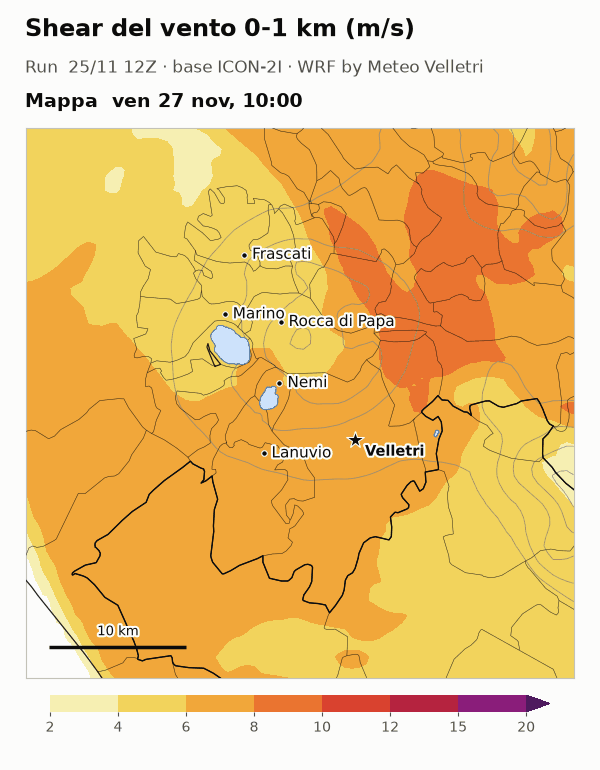 Shear del vento 0-1 km (m/s)
Run  25/11 12Z · base ICON-2I · WRF by Meteo Velletri
Mappa  ven 27 nov, 10:00
Frascati
Marino
Rocca di Papa
Nemi
Velletri
Lanuvio
10 km
2 4 6 8 10 12 15 20